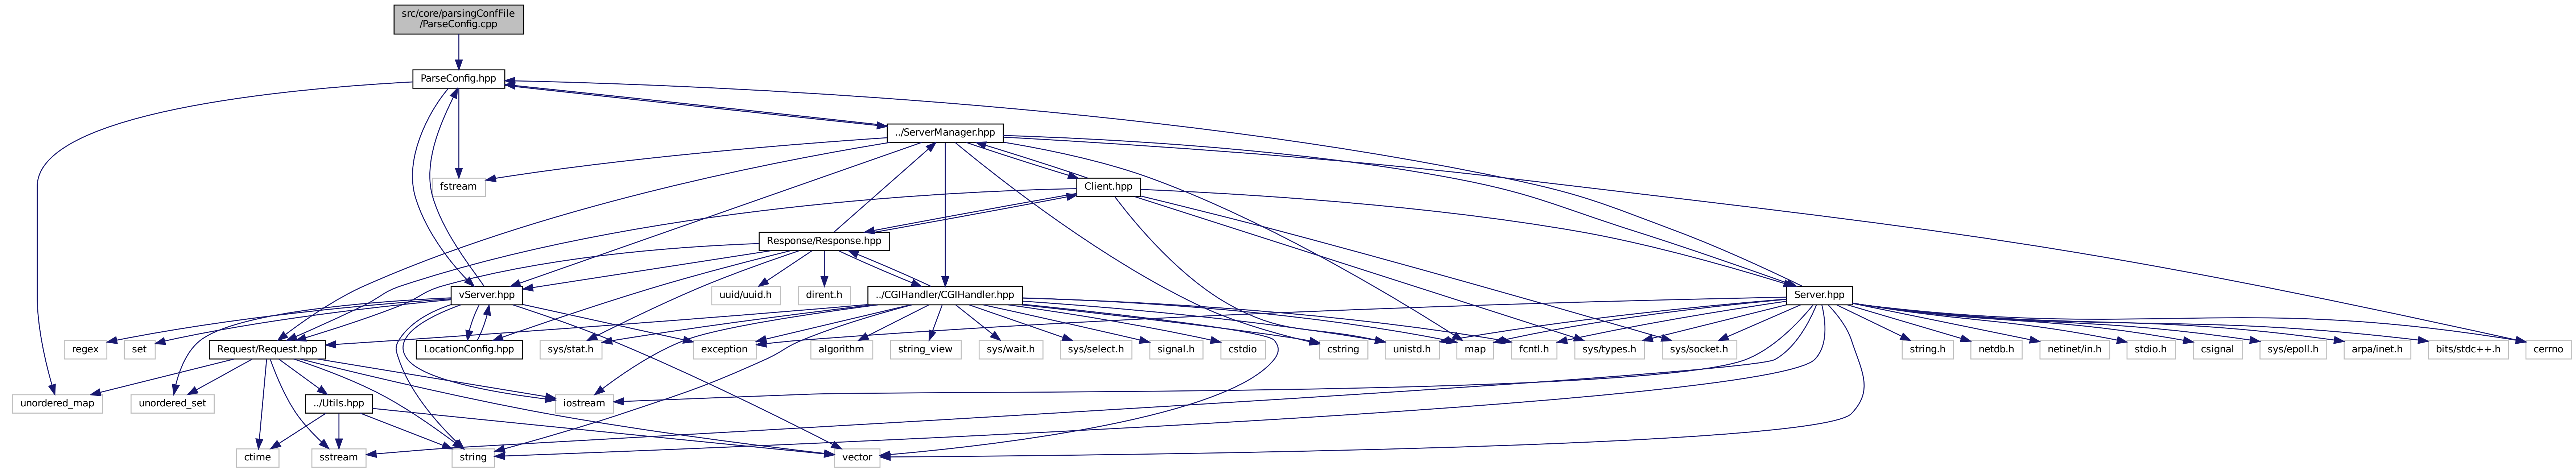 src/core/parsingConfFile
/ParseConfig.cpp
ParseConfig.hpp
../ServerManager.hpp
fstream
Client.hpp
Response/Response.hpp
vServer.hpp
uuid/uuid.h
dirent.h
../CGIHandler/CGIHandler.hpp
Server.hpp
regex
set
Request/Request.hpp
LocationConfig.hpp
sys/stat.h
exception
algorithm
string_view
sys/wait.h
sys/select.h
signal.h
cstdio
cstring
unistd.h
map
fcntl.h
sys/types.h
sys/socket.h
string.h
netdb.h
netinet/in.h
stdio.h
csignal
sys/epoll.h
arpa/inet.h
bits/stdc++.h
cerrno
unordered_map
unordered_set
../Utils.hpp
iostream
ctime
sstream
string
vector